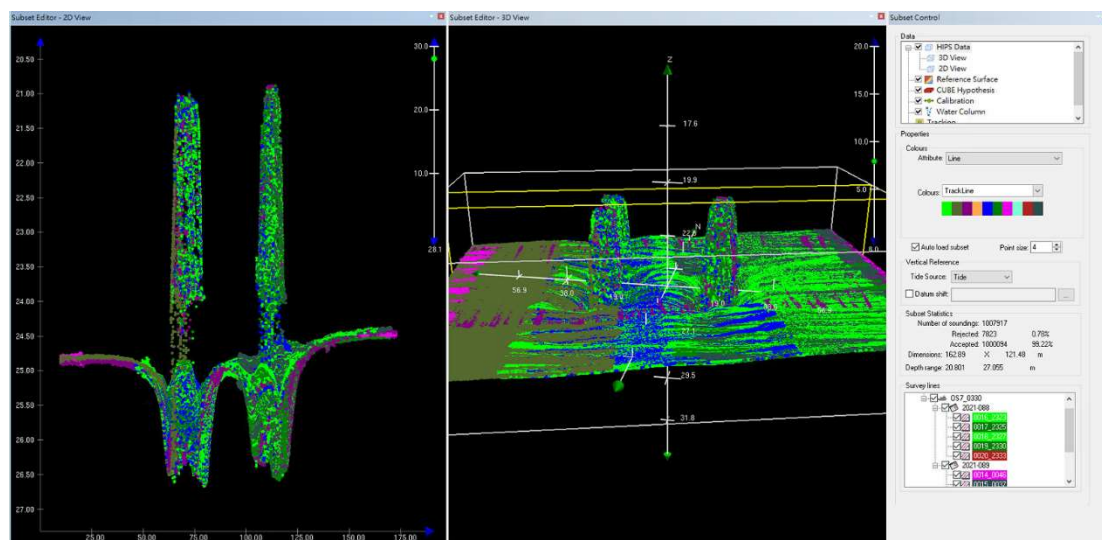 Subset Editor - 2D View
20.50
21.00
21.50
22.00
22.50
23.00
23.50
24.00
24.50
25.00
25.50
26.00
26.50
27.00
25.00 50.00 75.00 100.00 125.00 150.00 175.00
30.0
20.0
10.0
28.1
Subset Editor - 3D View
Z
17.6
19.9
N
56.9
38.0
19.0
29.5
31.8
20.0
15.0
10.0
5.0
Subset Control
Data
HIPS Data
3D View
2D View
Reference Surface
CUBE Hypothesis
Calibration
Water Column
Tracking
Properties
Colours
Attribute Line
Colours: TrackLine
Auto load subset Point size: 4
Vertical Reference
Tide Source: Tide
Datum shift: ...
Subset Statistics
Number of soundings: 1007917
Rejected: 7823 0.78%
Accepted: 1000094 99.22%
Dimensions: 162.89 X 121.48 m
Depth range: 20.801 27.055 m
Survey lines
OS7_0330
2021-088
0016_2323
0017_2325
0019_2330
0020_2333
2021-089
0014_0048